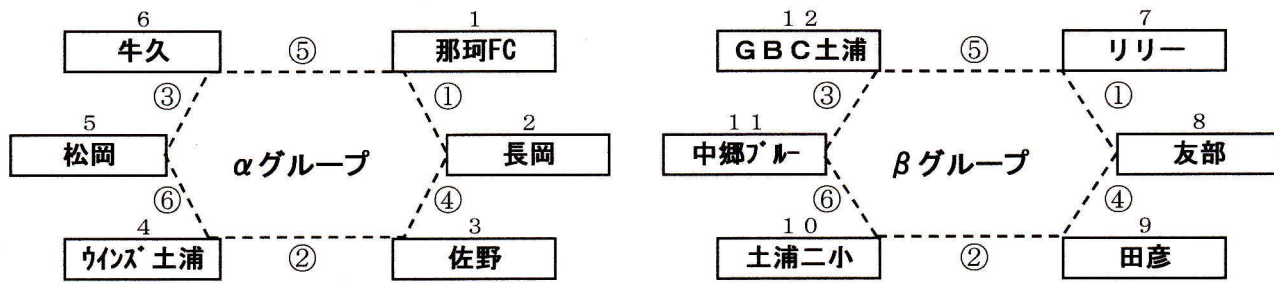 6 1 12 7
牛久 ⑤ 那珂FC GBC土浦 ⑤ リリー
③ ① ③ ①
5 2 11 8
松岡 αグループ 長岡 中郷ﾌﾞﾙｰ βグループ 友部
⑥ ④ ⑥ ④
4 3 10 9
ｳｲﾝｽﾞ土浦 ② 佐野 土浦二小 ② 田彦